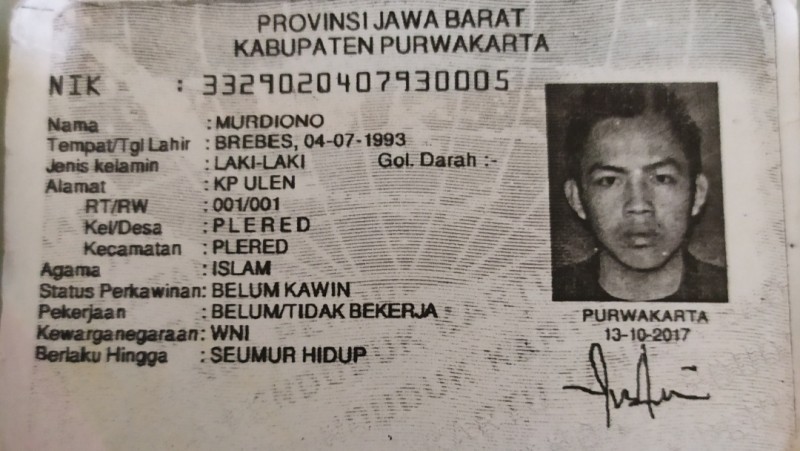 PROVINSI JAWA BARAT
KABUPATEN PURWAKARTA
NIK : 3329020407930005
Nama : MURDIONO
Tempat/Tgl Lahir : BREBES, 04-07-1993
Jenis kelamin : LAKI-LAKI Gol. Darah :-
Alamat : KP ULEN
RT/RW : 001/001
Kel/Desa : PLERED
Kecamatan : PLERED
Agama : ISLAM
Status Perkawinan: BELUM KAWIN
Pekerjaan : BELUM/TIDAK BEKERJA
Kewarganegaraan: WNI
Berlaku Hingga : SEUMUR HIDUP
PURWAKARTA
13-10-2017